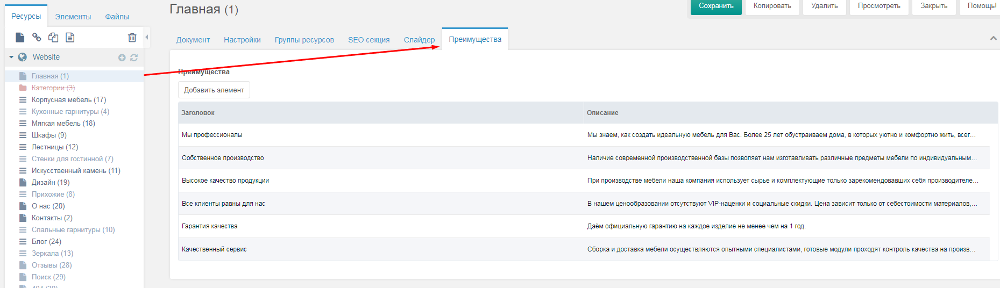 Главная (1)
Сохранить
Копировать
Удалить
Просмотреть
Закрыть
Помощь!
Ресурсы
Элементы
Файлы
Website
Главная (1)
Категории (3)
Корпусная мебель (17)
Кухонные гарнитуры (4)
Мягкая мебель (18)
Шкафы (9)
Лестницы (12)
Стенки для гостинной (7)
Искусственный камень (11)
Дизайн (19)
Прихожие (8)
О нас (20)
Контакты (2)
Спальные гарнитуры (10)
Блог (24)
Зеркала (13)
Отзывы (28)
Поиск (29)
Документ
Настройки
Группы ресурсов
SEO секция
Слайдер
Преимущества
Преимущества
Добавить элемент
Заголовок Описание
Мы профессионалы Мы знаем, как создать идеальную мебель для Вас. Более 25 лет обустраиваем дома, в которых уютно и комфортно жить, всег...
Собственное производство Наличие современной производственной базы позволяет нам изготавливать различные предметы мебели по индивидуальным...
Высокое качество продукции При производстве мебели наша компания использует сырье и комплектующие только зарекомендовавших себя производителе...
Все клиенты равны для нас В нашем ценообразовании отсутствуют VIP-наценки и социальные скидки. Цена зависит только от себестоимости материалов,...
Гарантия качества Даём официальную гарантию на каждое изделие не менее чем на 1 год.
Качественный сервис Сборка и доставка мебели осуществляются опытными специалистами, готовые модули проходят контроль качества на произв...